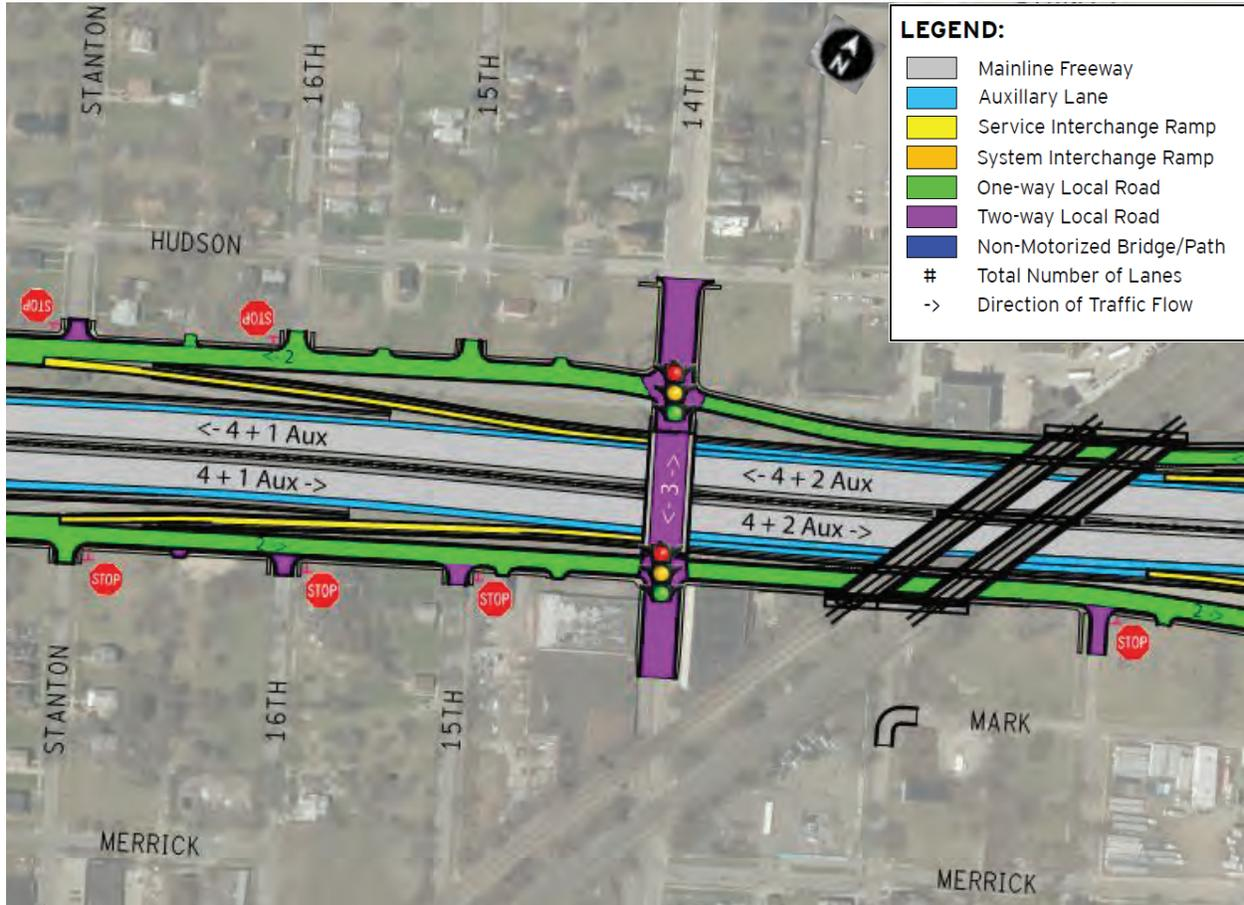 LEGEND:
Mainline Freeway
Auxillary Lane
Service Interchange Ramp
System Interchange Ramp
One-way Local Road
Two-way Local Road
Non-Motorized Bridge/Path
# Total Number of Lanes
-> Direction of Traffic Flow
N
STANTON
16TH
15TH
14TH
HUDSON
STOP
STOP
<- 2
<- 4 + 1 Aux
4 + 1 Aux ->
<- 3 ->
<- 4 + 2 Aux
4 + 2 Aux ->
2 ->
2 ->
STOP
STOP
STOP
STOP
STANTON
16TH
15TH
MARK
MERRICK
MERRICK